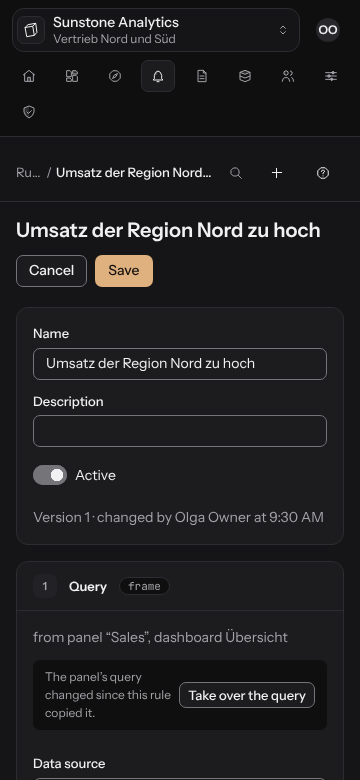 Sunstone Analytics
Vertrieb Nord und Süd
OO
Ru... / Umsatz der Region Nord...
Umsatz der Region Nord zu hoch
Cancel
Save
Name
Umsatz der Region Nord zu hoch
Description
Active
Version 1 · changed by Olga Owner at 9:30 AM
1
Query
frame
from panel “Sales”, dashboard Übersicht
The panel’s query
changed since this rule
copied it.
Take over the query
Data source